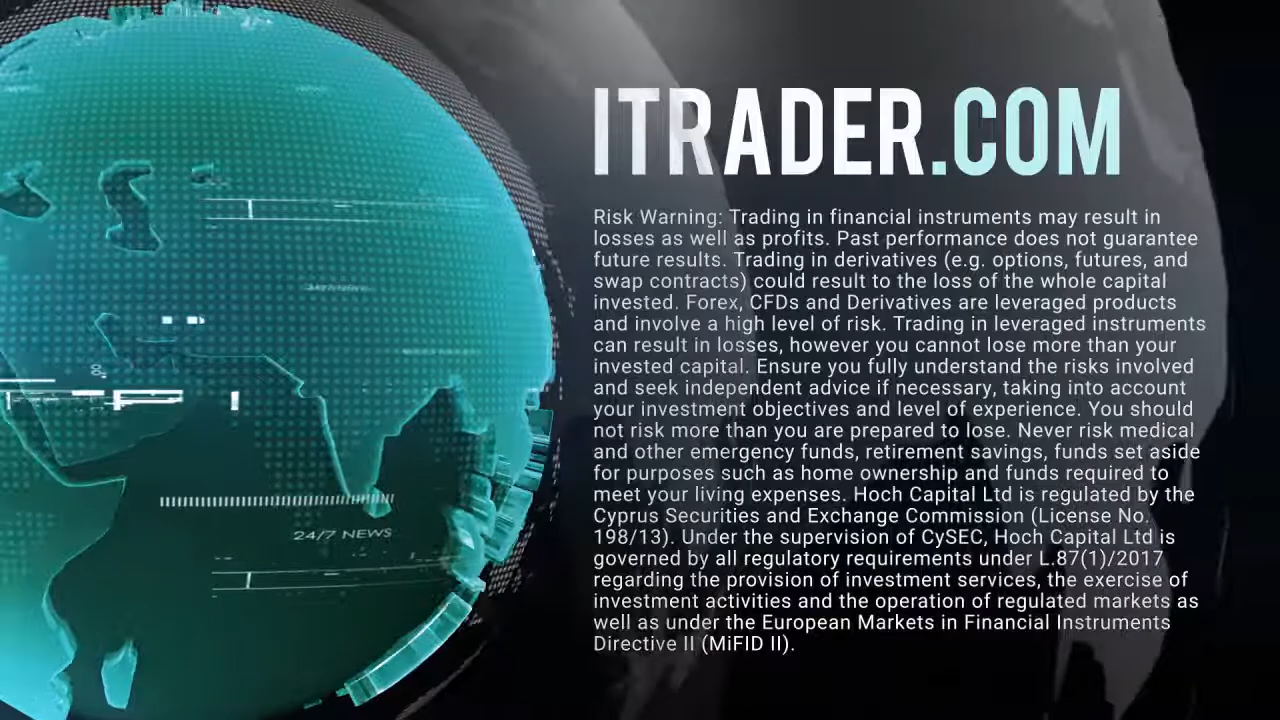 ITRADER.COM
Risk Warning: Trading in financial instruments may result in
losses as well as profits. Past performance does not guarantee
future results. Trading in derivatives (e.g. options, futures, and
swap contracts) could result to the loss of the whole capital
invested. Forex, CFDs and Derivatives are leveraged products
and involve a high level of risk. Trading in leveraged instruments
can result in losses, however you cannot lose more than your
invested capital. Ensure you fully understand the risks involved
and seek independent advice if necessary, taking into account
your investment objectives and level of experience. You should
not risk more than you are prepared to lose. Never risk medical
and other emergency funds, retirement savings, funds set aside
for purposes such as home ownership and funds required to
meet your living expenses. Hoch Capital Ltd is regulated by the
Cyprus Securities and Exchange Commission (License No.
198/13). Under the supervision of CySEC, Hoch Capital Ltd is
governed by all regulatory requirements under L.87(1)/2017
regarding the provision of investment services, the exercise of
investment activities and the operation of regulated markets as
well as under the European Markets in Financial Instruments
Directive II (MiFID II).
24/7 NEWS